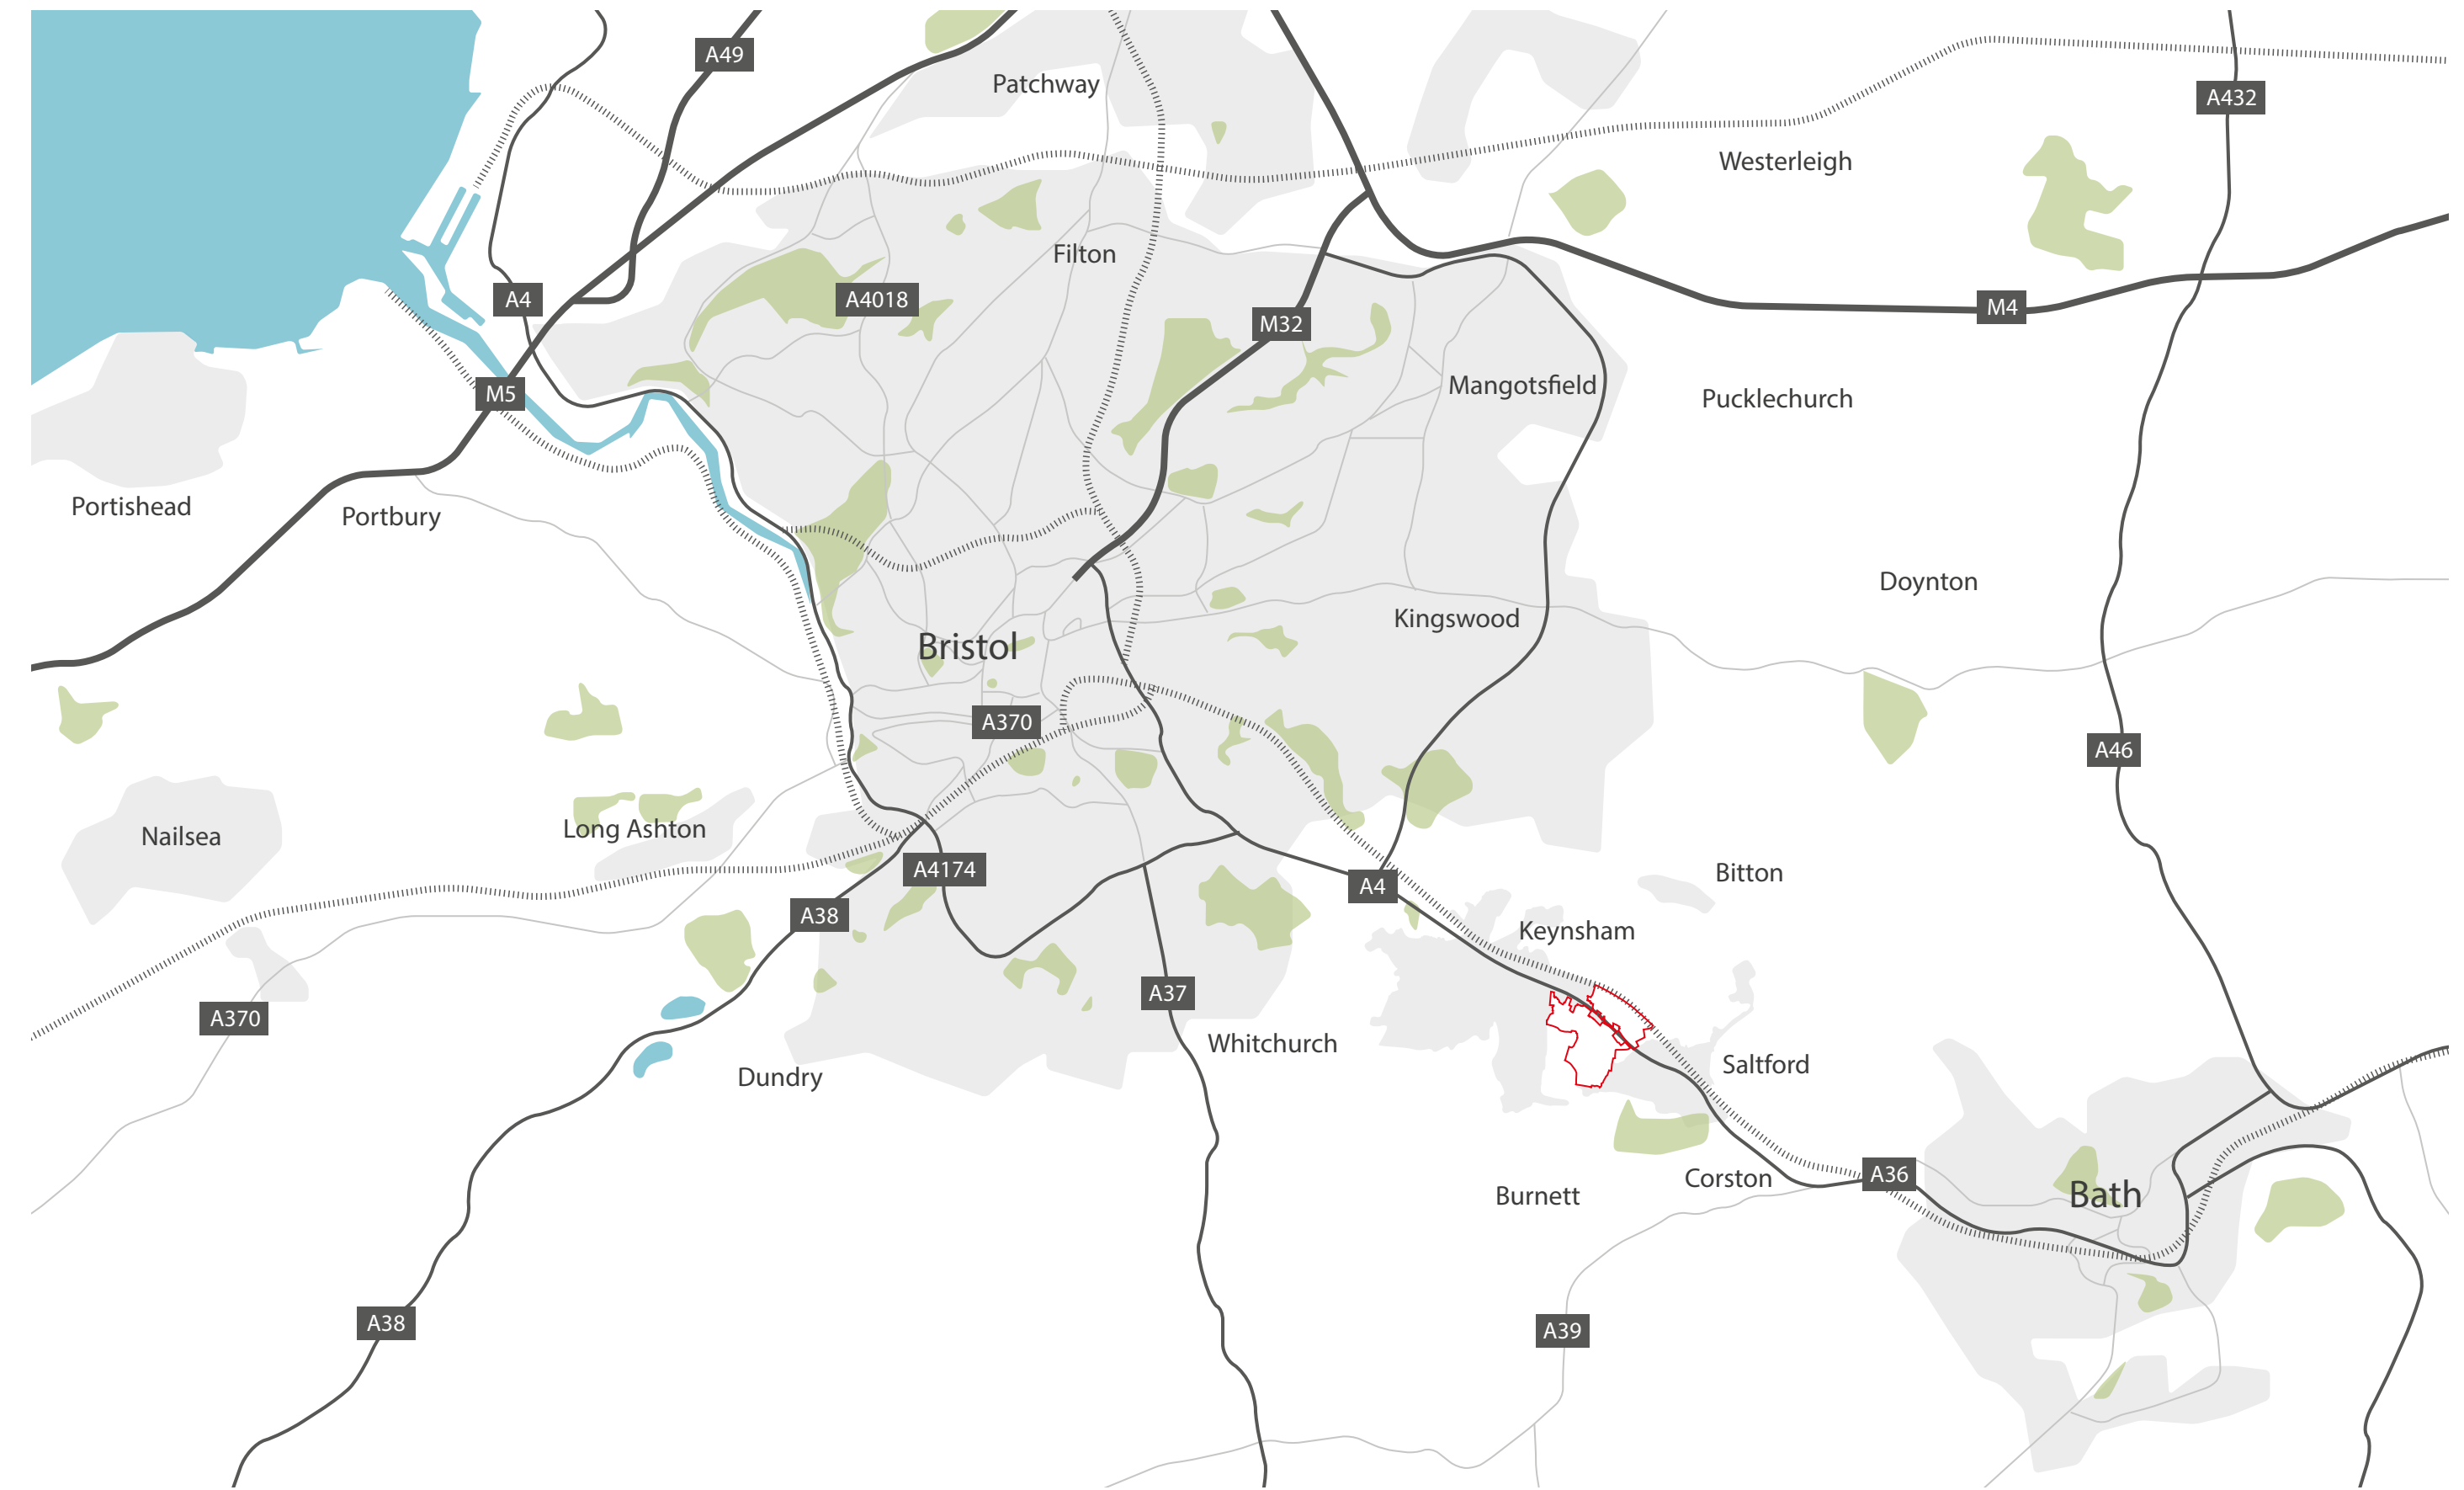 A49
Patchway
A432
Westerleigh
Filton
A4
A4018
M4
M32
M5
Mangotsfield
Pucklechurch
Portishead
Portbury
Doynton
Kingswood
Bristol
A370
A46
Nailsea
Long Ashton
A4174
Bitton
A4
A38
Keynsham
A37
A370
Whitchurch
Saltford
Dundry
A36
Corston
Burnett
Bath
A38
A39